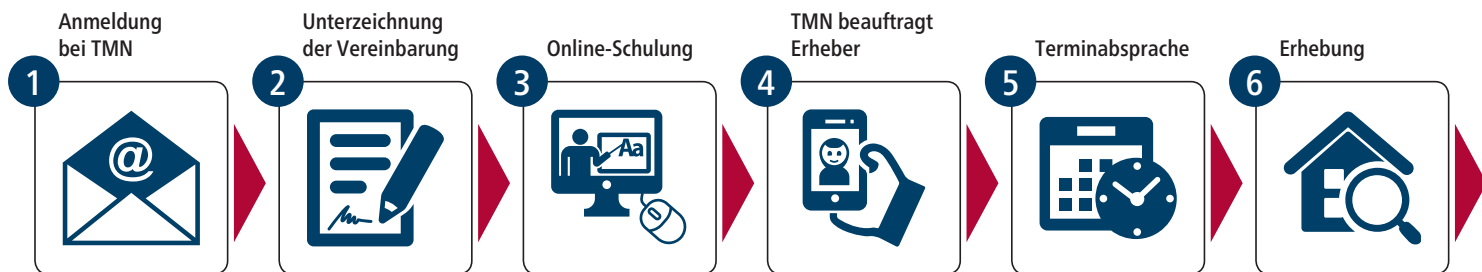 Anmeldung
bei TMN
1
@
Unterzeichnung
der Vereinbarung
2
Online-Schulung
3
Aa
TMN beauftragt
Erheber
4
Terminabsprache
5
Erhebung
6